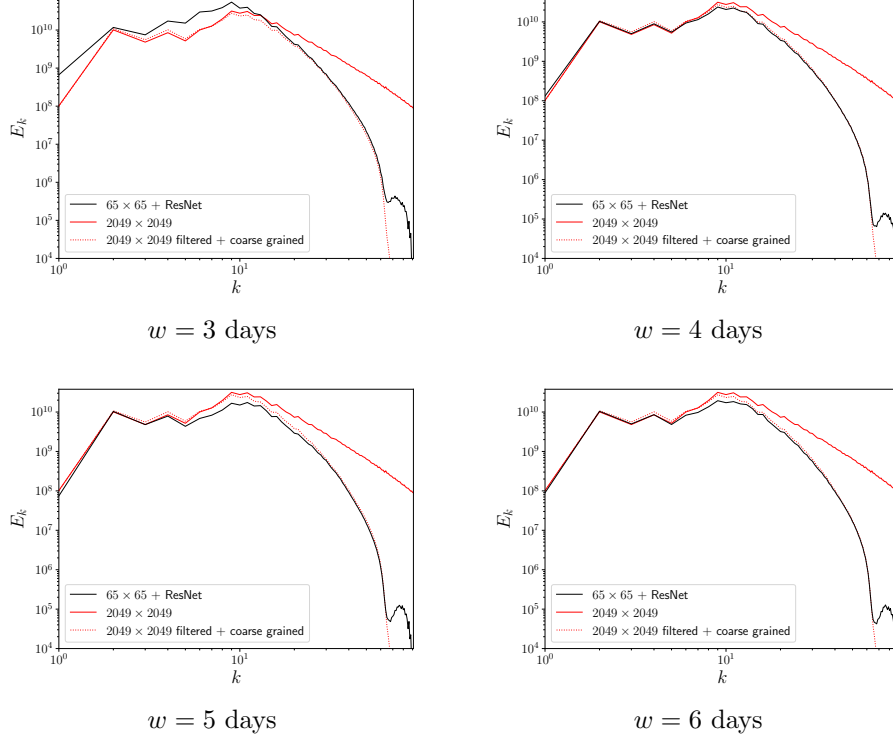 10^10
10^9
10^8
10^7
10^6
10^5
10^4
E_k
65 × 65 + ResNet
2049 × 2049
2049 × 2049 filtered + coarse grained
10^0
10^1
k
w = 3 days
10^10
10^9
10^8
10^7
10^6
10^5
10^4
E_k
65 × 65 + ResNet
2049 × 2049
2049 × 2049 filtered + coarse grained
10^0
10^1
k
w = 4 days
10^10
10^9
10^8
10^7
10^6
10^5
10^4
E_k
65 × 65 + ResNet
2049 × 2049
2049 × 2049 filtered + coarse grained
10^0
10^1
k
w = 5 days
10^10
10^9
10^8
10^7
10^6
10^5
10^4
E_k
65 × 65 + ResNet
2049 × 2049
2049 × 2049 filtered + coarse grained
10^0
10^1
k
w = 6 days